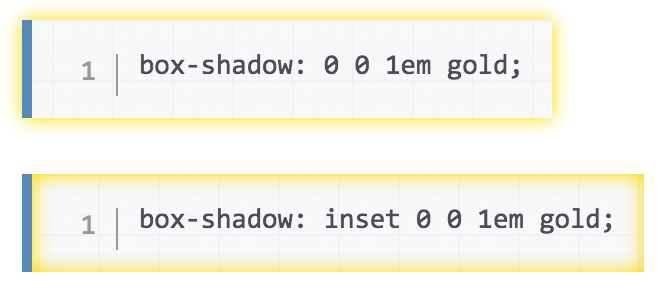 1 box-shadow: 0 0 1em gold;
1 box-shadow: inset 0 0 1em gold;